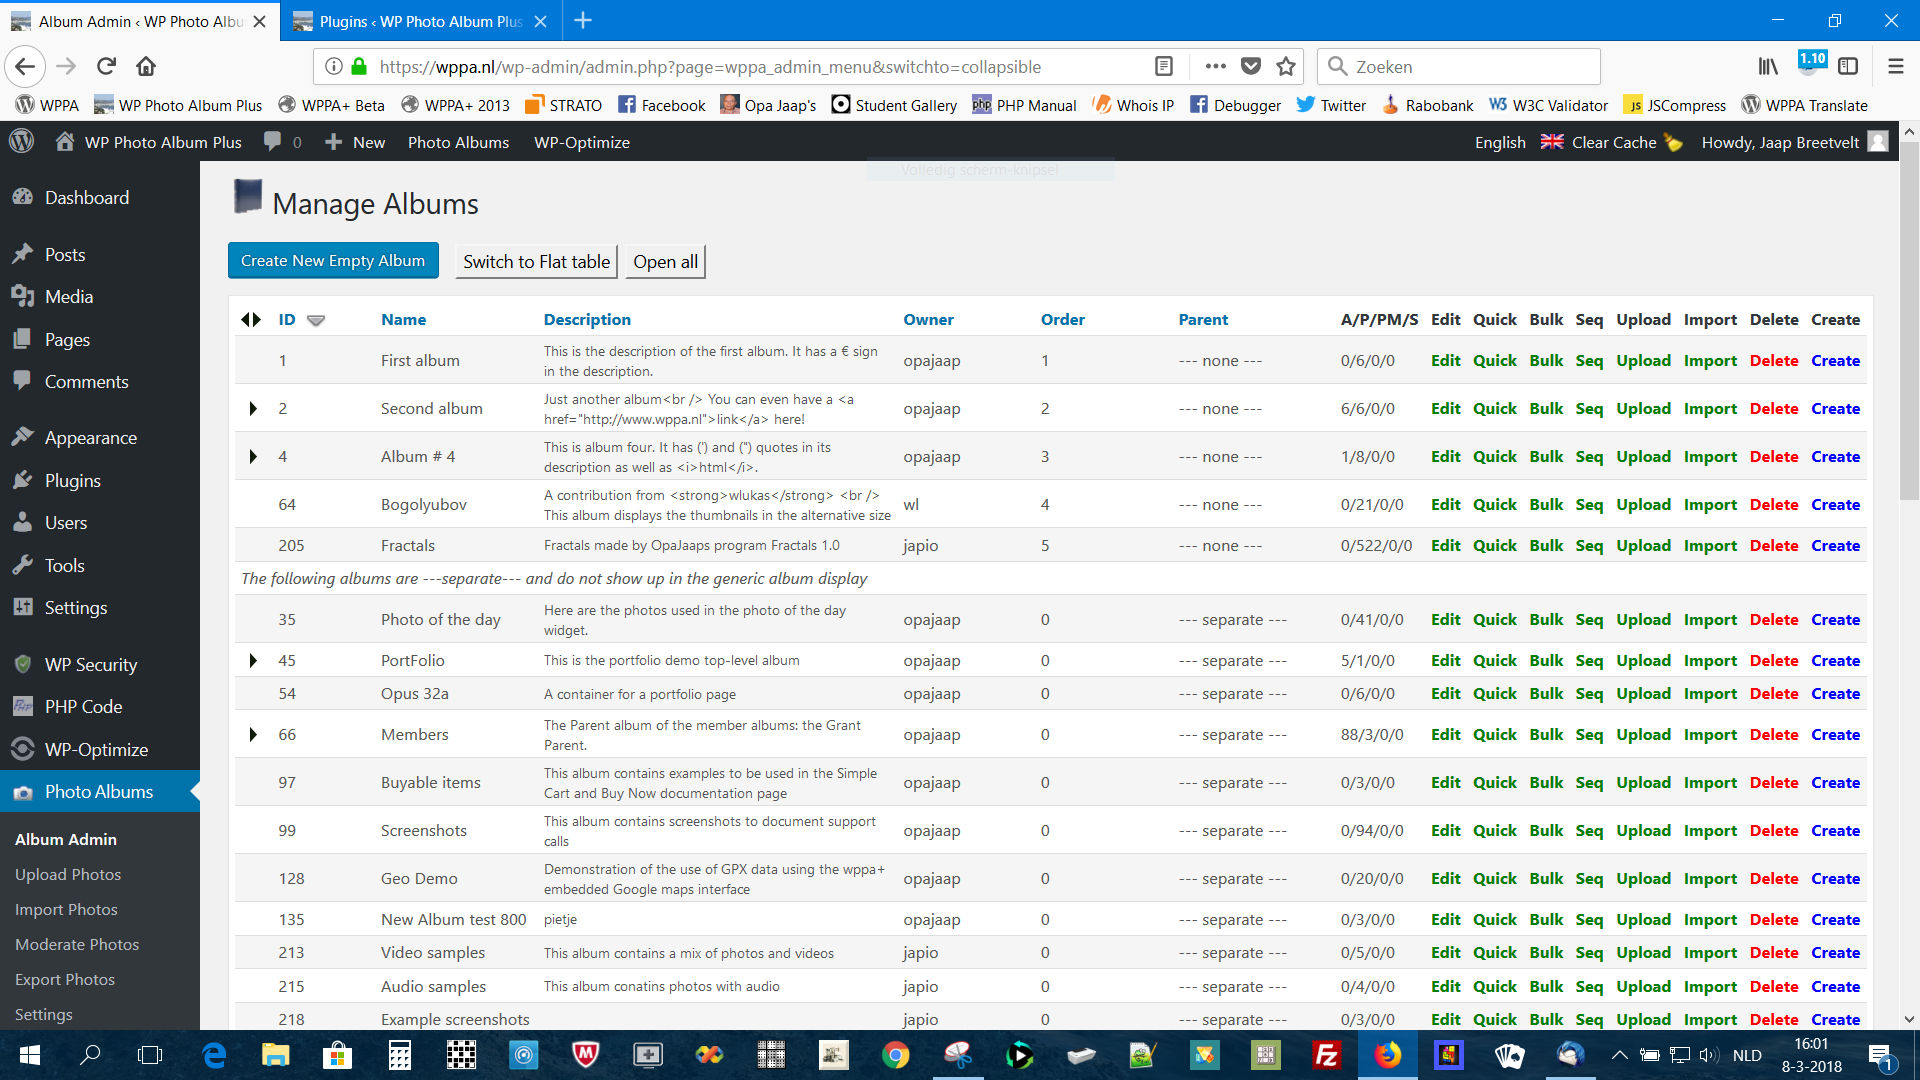 Album Admin ‹ WP Photo Albu
Plugins ‹ WP Photo Album Plus
https://wppa.nl/wp-admin/admin.php?page=wppa_admin_menu&switchto=collapsible
Zoeken
1.10
WPPA WP Photo Album Plus WPPA+ Beta WPPA+ 2013 STRATO Facebook Opa Jaap's Student Gallery PHP Manual Whois IP Debugger Twitter Rabobank W3C Validator JSCompress WPPA Translate
WP Photo Album Plus 0 New Photo Albums WP-Optimize English Clear Cache Howdy, Jaap Breetvelt
Volledig scherm-knipsel
Dashboard
Posts
Media
Pages
Comments
Appearance
Plugins
Users
Tools
Settings
WP Security
PHP Code
WP-Optimize
Photo Albums
Album Admin
Upload Photos
Import Photos
Moderate Photos
Export Photos
Settings
Manage Albums
Create New Empty Album Switch to Flat table Open all
ID Name Description Owner Order Parent A/P/PM/S Edit Quick Bulk Seq Upload Import Delete Create
1 First album This is the description of the first album. It has a € sign in the description. opajaap 1 --- none --- 0/6/0/0 Edit Quick Bulk Seq Upload Import Delete Create
2 Second album Just another album<br /> You can even have a <a href="http://www.wppa.nl">link</a> here! opajaap 2 --- none --- 6/6/0/0 Edit Quick Bulk Seq Upload Import Delete Create
4 Album # 4 This is album four. It has (') and (") quotes in its description as well as <i>html</i>. opajaap 3 --- none --- 1/8/0/0 Edit Quick Bulk Seq Upload Import Delete Create
64 Bogolyubov A contribution from <strong>wlukas</strong> <br /> This album displays the thumbnails in the alternative size wl 4 --- none --- 0/21/0/0 Edit Quick Bulk Seq Upload Import Delete Create
205 Fractals Fractals made by OpaJaaps program Fractals 1.0 japio 5 --- none --- 0/522/0/0 Edit Quick Bulk Seq Upload Import Delete Create
The following albums are ---separate--- and do not show up in the generic album display
35 Photo of the day Here are the photos used in the photo of the day widget. opajaap 0 --- separate --- 0/41/0/0 Edit Quick Bulk Seq Upload Import Delete Create
45 PortFolio This is the portfolio demo top-level album opajaap 0 --- separate --- 5/1/0/0 Edit Quick Bulk Seq Upload Import Delete Create
54 Opus 32a A container for a portfolio page opajaap 0 --- separate --- 0/6/0/0 Edit Quick Bulk Seq Upload Import Delete Create
66 Members The Parent album of the member albums: the Grant Parent. opajaap 0 --- separate --- 88/3/0/0 Edit Quick Bulk Seq Upload Import Delete Create
97 Buyable items This album contains examples to be used in the Simple Cart and Buy Now documentation page opajaap 0 --- separate --- 0/3/0/0 Edit Quick Bulk Seq Upload Import Delete Create
99 Screenshots This album contains screenshots to document support calls opajaap 0 --- separate --- 0/94/0/0 Edit Quick Bulk Seq Upload Import Delete Create
128 Geo Demo Demonstration of the use of GPX data using the wppa+ embedded Google maps interface opajaap 0 --- separate --- 0/20/0/0 Edit Quick Bulk Seq Upload Import Delete Create
135 New Album test 800 pietje opajaap 0 --- separate --- 0/3/0/0 Edit Quick Bulk Seq Upload Import Delete Create
213 Video samples This album contains a mix of photos and videos japio 0 --- separate --- 0/5/0/0 Edit Quick Bulk Seq Upload Import Delete Create
215 Audio samples This album conatins photos with audio japio 0 --- separate --- 0/4/0/0 Edit Quick Bulk Seq Upload Import Delete Create
218 Example screenshots japio 0 --- separate --- 0/3/0/0 Edit Quick Bulk Seq Upload Import Delete Create
NLD
16:01
8-3-2018
1